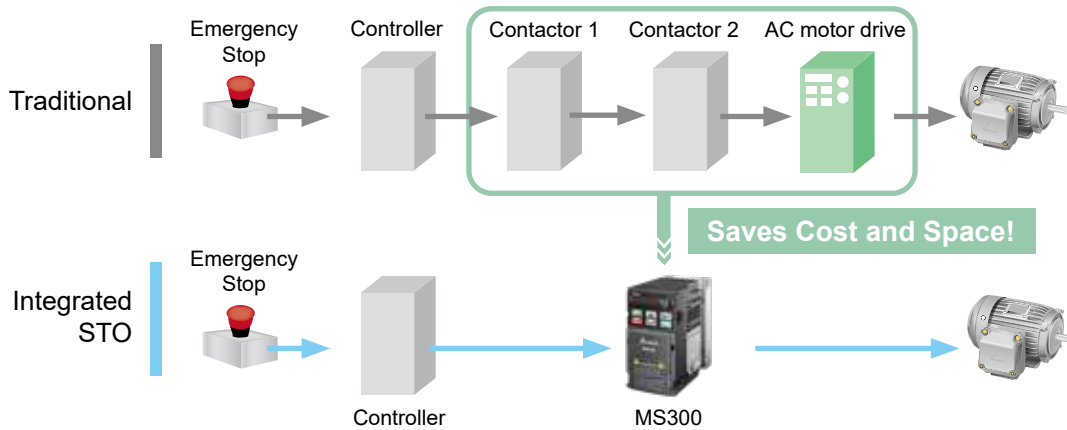 Traditional
Emergency
Stop
Controller
Contactor 1
Contactor 2
AC motor drive
Saves Cost and Space!
Integrated
STO
Emergency
Stop
Controller
MS300